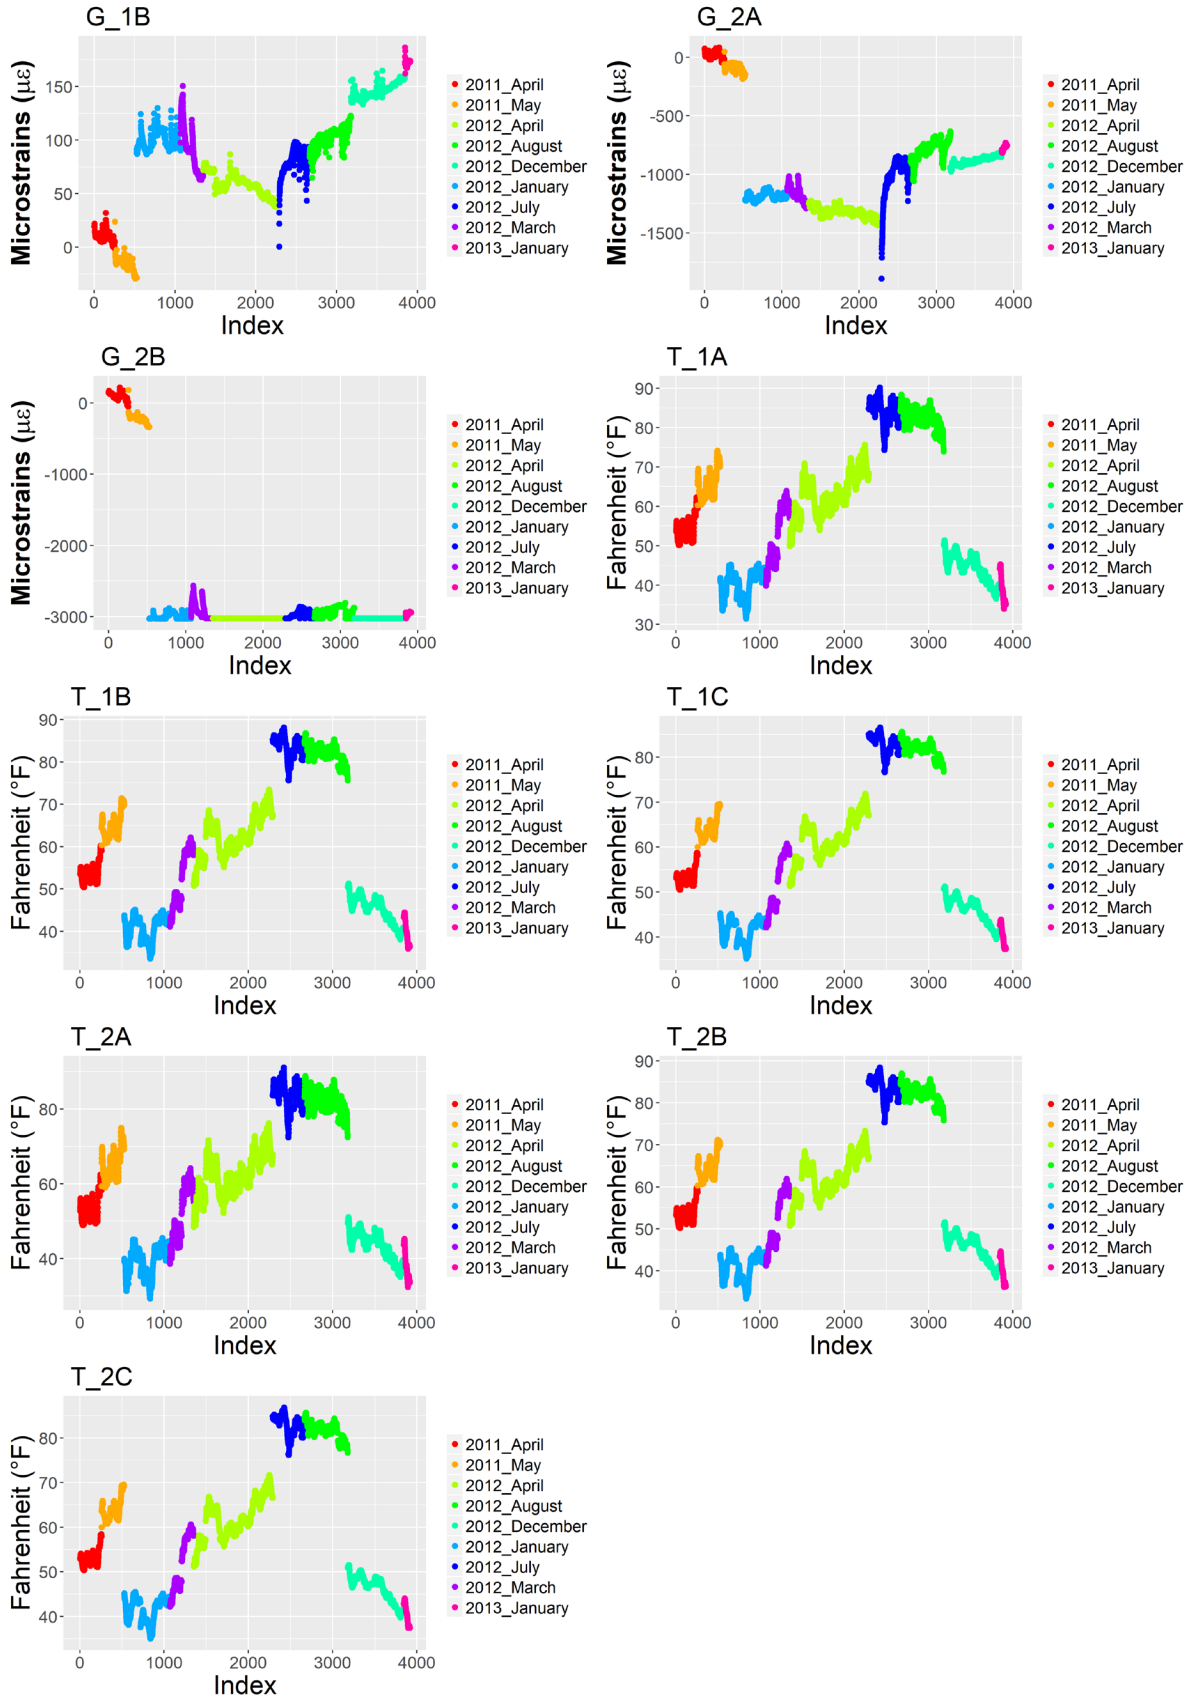 G_1B
Microstrains (µε)
150
100
50
0
0 1000 2000 3000 4000
Index
2011_April
2011_May
2012_April
2012_August
2012_December
2012_January
2012_July
2012_March
2013_January
G_2A
Microstrains (µε)
0
-500
-1000
-1500
0 1000 2000 3000 4000
Index
2011_April
2011_May
2012_April
2012_August
2012_December
2012_January
2012_July
2012_March
2013_January
G_2B
Microstrains (µε)
0
-1000
-2000
-3000
0 1000 2000 3000 4000
Index
2011_April
2011_May
2012_April
2012_August
2012_December
2012_January
2012_July
2012_March
2013_January
T_1A
Fahrenheit (°F)
90
80
70
60
50
40
30
0 1000 2000 3000 4000
Index
2011_April
2011_May
2012_April
2012_August
2012_December
2012_January
2012_July
2012_March
2013_January
T_1B
Fahrenheit (°F)
90
80
70
60
50
40
0 1000 2000 3000 4000
Index
2011_April
2011_May
2012_April
2012_August
2012_December
2012_January
2012_July
2012_March
2013_January
T_1C
Fahrenheit (°F)
80
70
60
50
40
0 1000 2000 3000 4000
Index
2011_April
2011_May
2012_April
2012_August
2012_December
2012_January
2012_July
2012_March
2013_January
T_2A
Fahrenheit (°F)
80
60
40
0 1000 2000 3000 4000
Index
2011_April
2011_May
2012_April
2012_August
2012_December
2012_January
2012_July
2012_March
2013_January
T_2B
Fahrenheit (°F)
90
80
70
60
50
40
0 1000 2000 3000 4000
Index
2011_April
2011_May
2012_April
2012_August
2012_December
2012_January
2012_July
2012_March
2013_January
T_2C
Fahrenheit (°F)
80
70
60
50
40
0 1000 2000 3000 4000
Index
2011_April
2011_May
2012_April
2012_August
2012_December
2012_January
2012_July
2012_March
2013_January